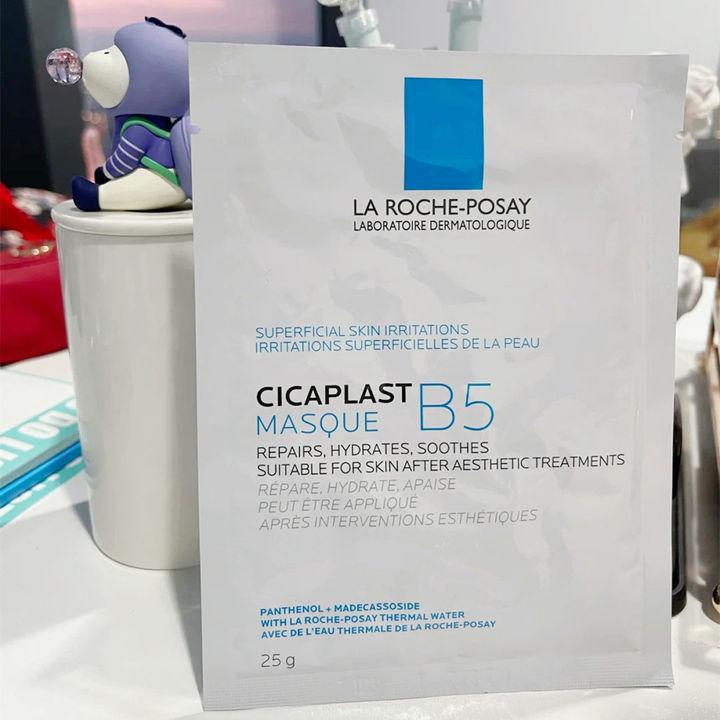 LA ROCHE-POSAY
LABORATOIRE DERMATOLOGIQUE
SUPERFICIAL SKIN IRRITATIONS
IRRITATIONS SUPERFICIELLES DE LA PEAU
CICAPLAST
MASQUE B5
REPAIRS, HYDRATES, SOOTHES
SUITABLE FOR SKIN AFTER AESTHETIC TREATMENTS
RÉPARE, HYDRATE, APAISE
PEUT ÊTRE APPLIQUÉ
APRÈS INTERVENTIONS ESTHÉTIQUES
PANTHENOL + MADECASSOSIDE
WITH LA ROCHE-POSAY THERMAL WATER
AVEC DE L'EAU THERMALE DE LA ROCHE-POSAY
25 g